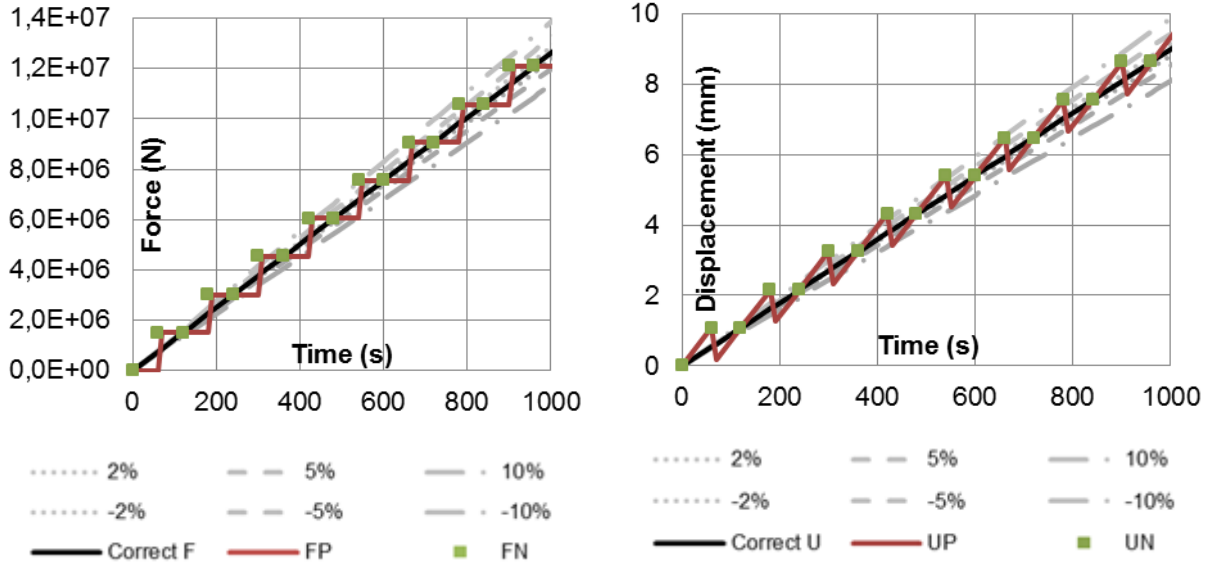 1,4E+07
1,2E+07
1,0E+07
8,0E+06
6,0E+06
4,0E+06
2,0E+06
0,0E+00
Force (N)
Time (s)
0 200 400 600 800 1000
2% 5% 10%
-2% -5% -10%
Correct F FP FN
10
8
6
4
2
0
Displacement (mm)
Time (s)
0 200 400 600 800 1000
2% 5% 10%
-2% -5% -10%
Correct U UP UN